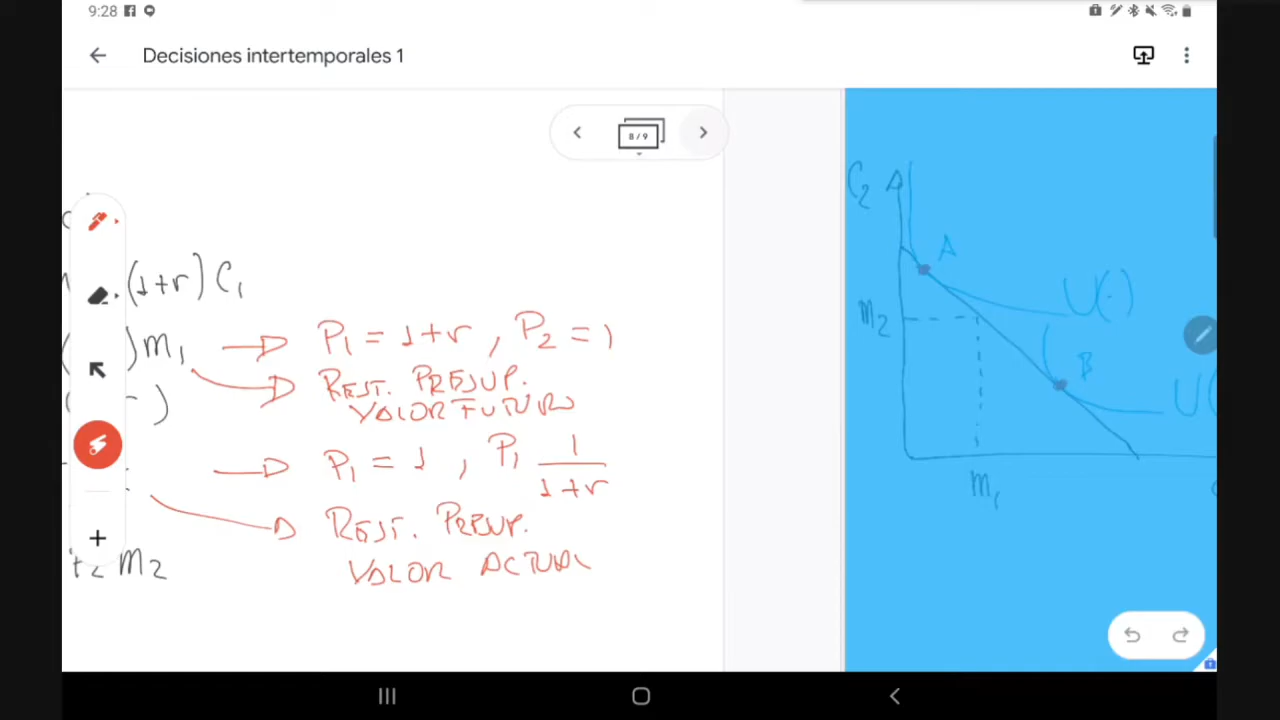 9:28
Decisiones intertemporales 1
8/9
(1+r) C1
) m1 → P1 = 1+r , P2 = 1
REST. PRESUP.
VALOR FUTURO
→ P1 = 1 , P1 1/(1+r)
REST. PRESUP.
VALOR ACTUAL
m2
C2
A
U(·)
m2
B
U(
m1